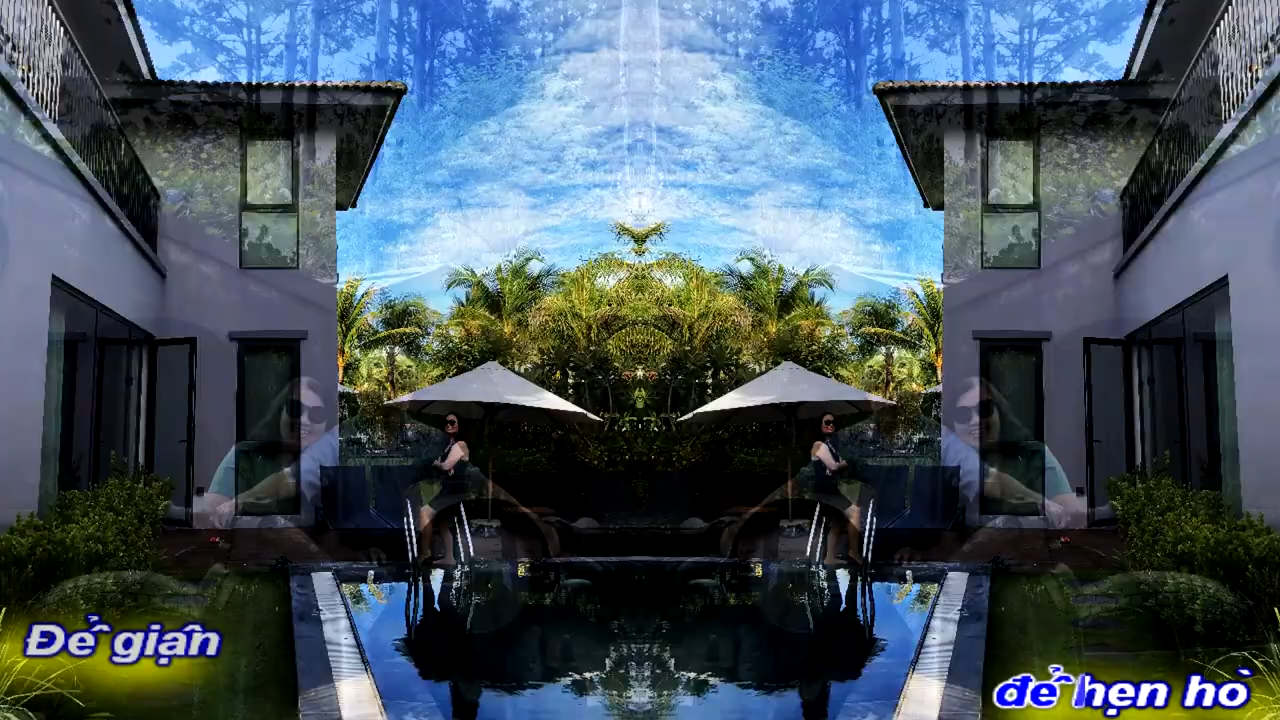 Để giận
để hẹn hò